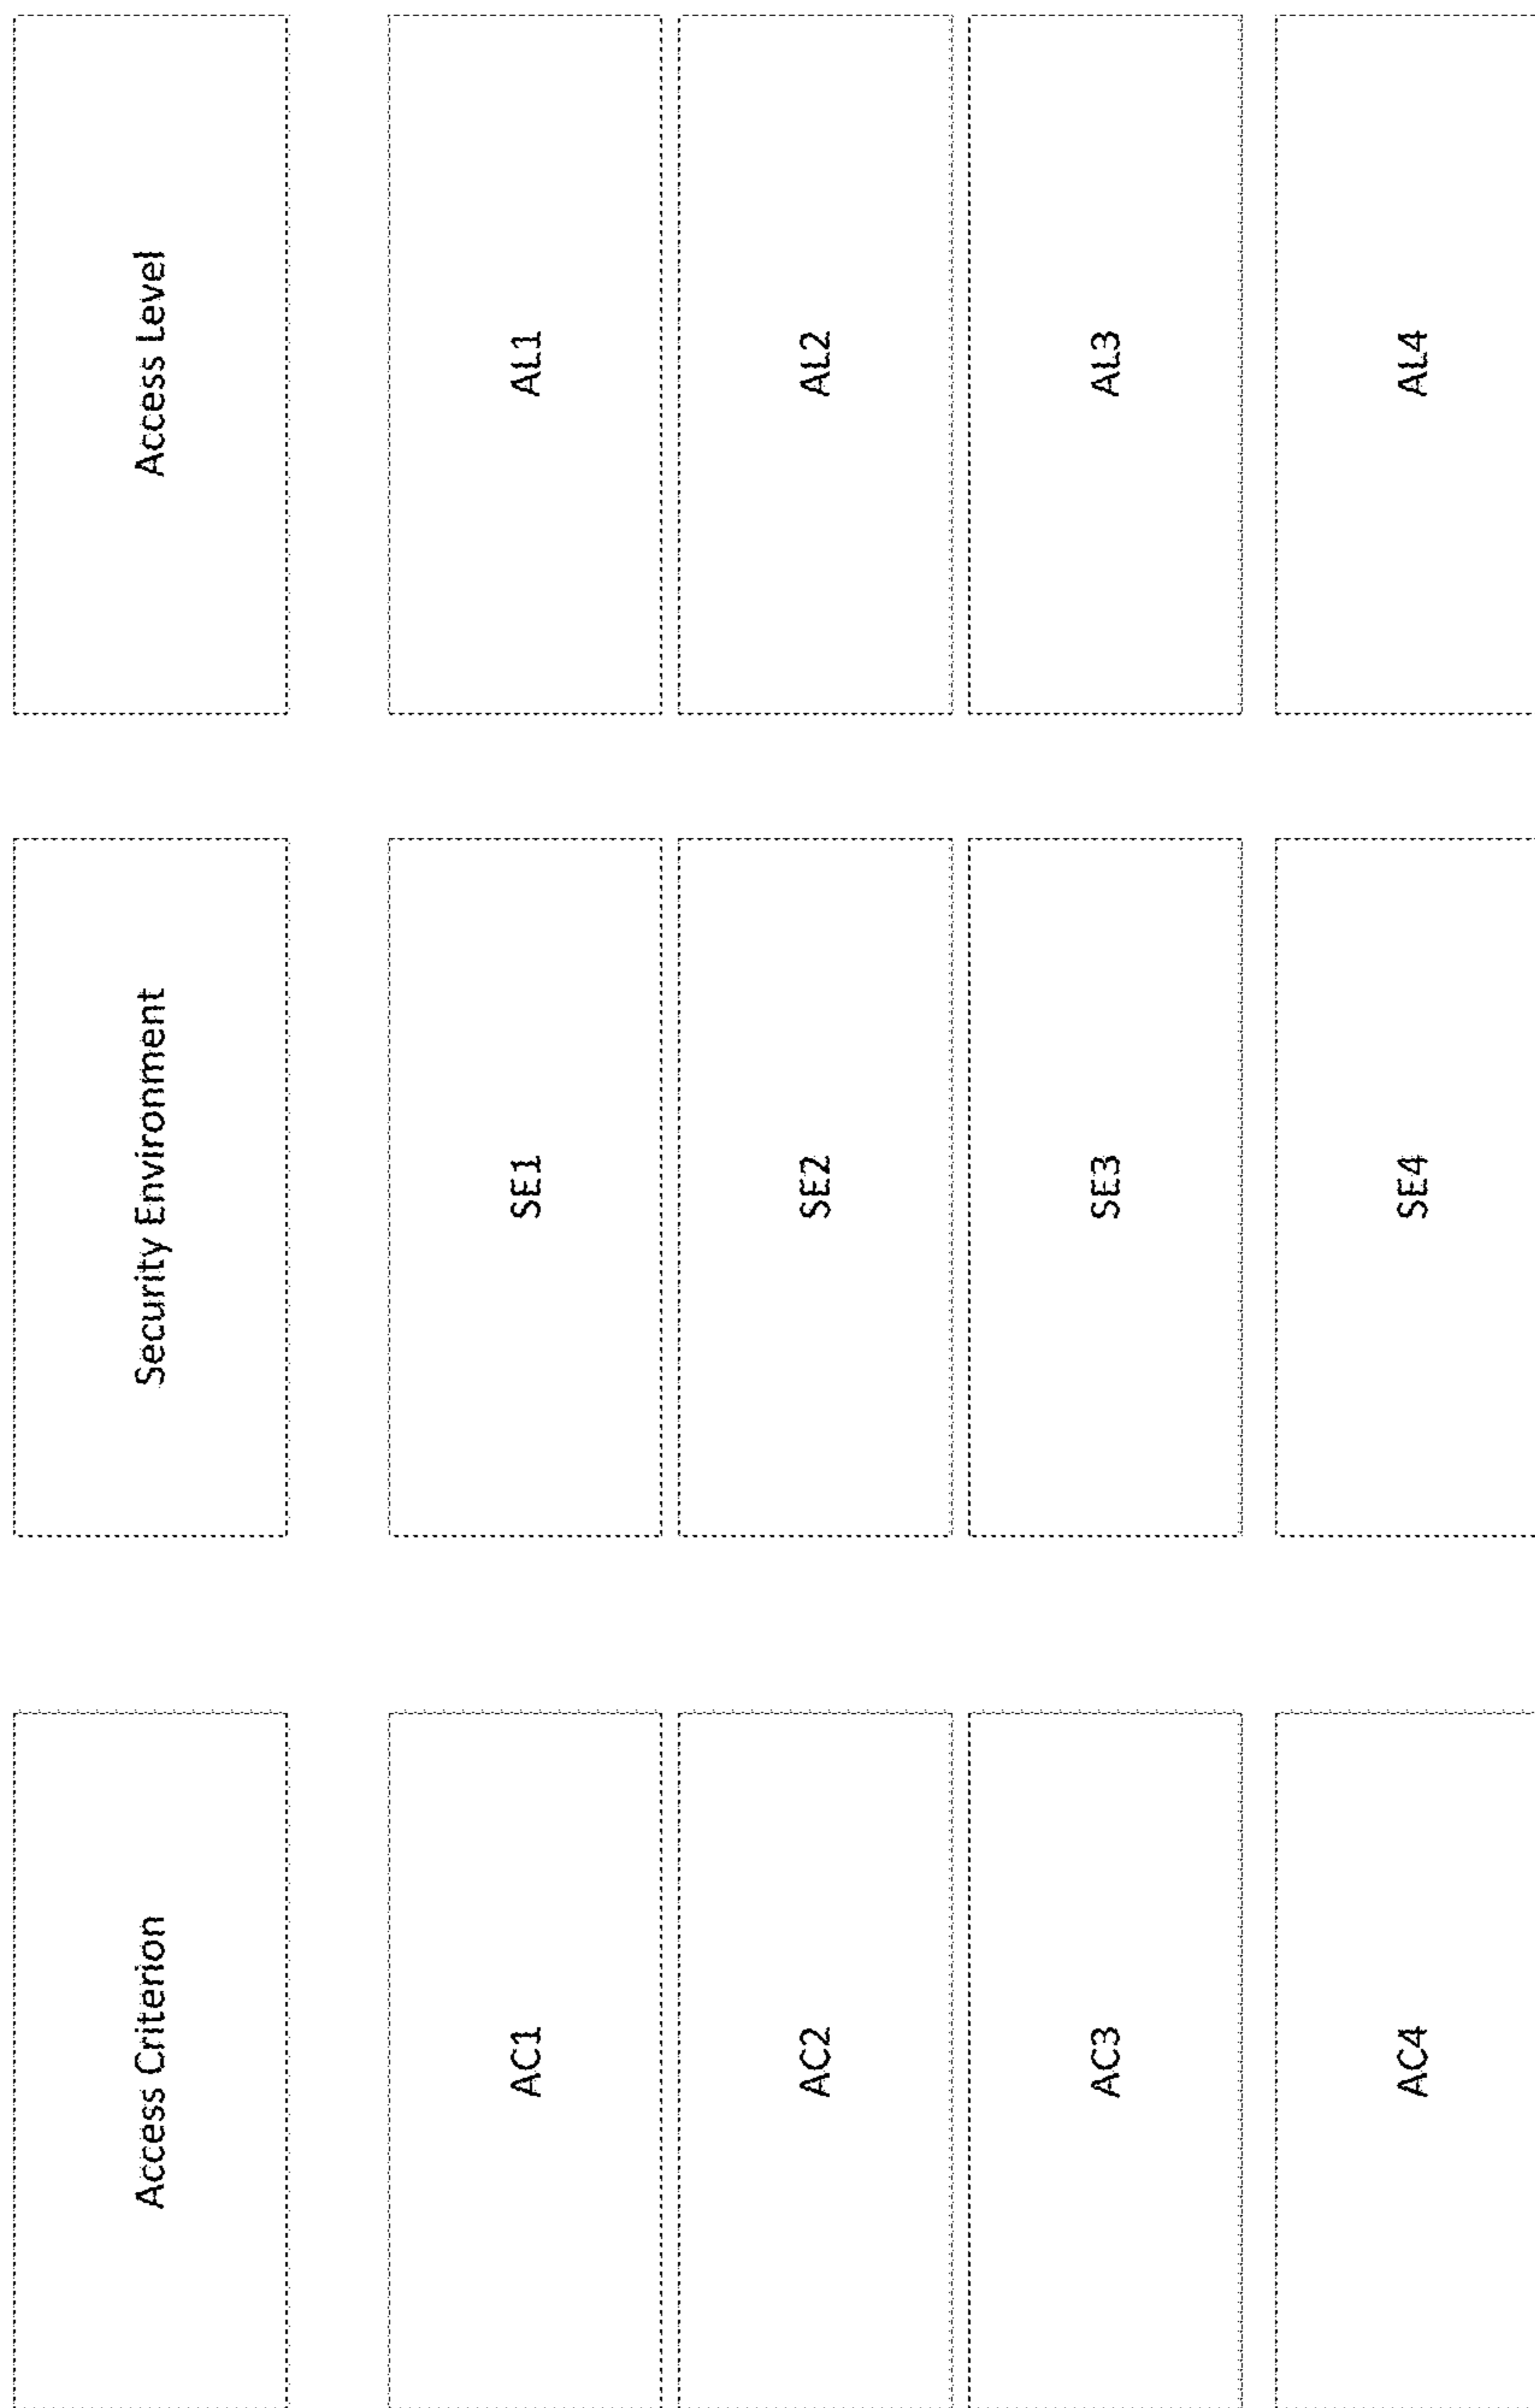 Access Criterion
Security Environment
Access Level
AC1
SE1
AL1
AC2
SE2
AL2
AC3
SE3
AL3
AC4
SE4
AL4